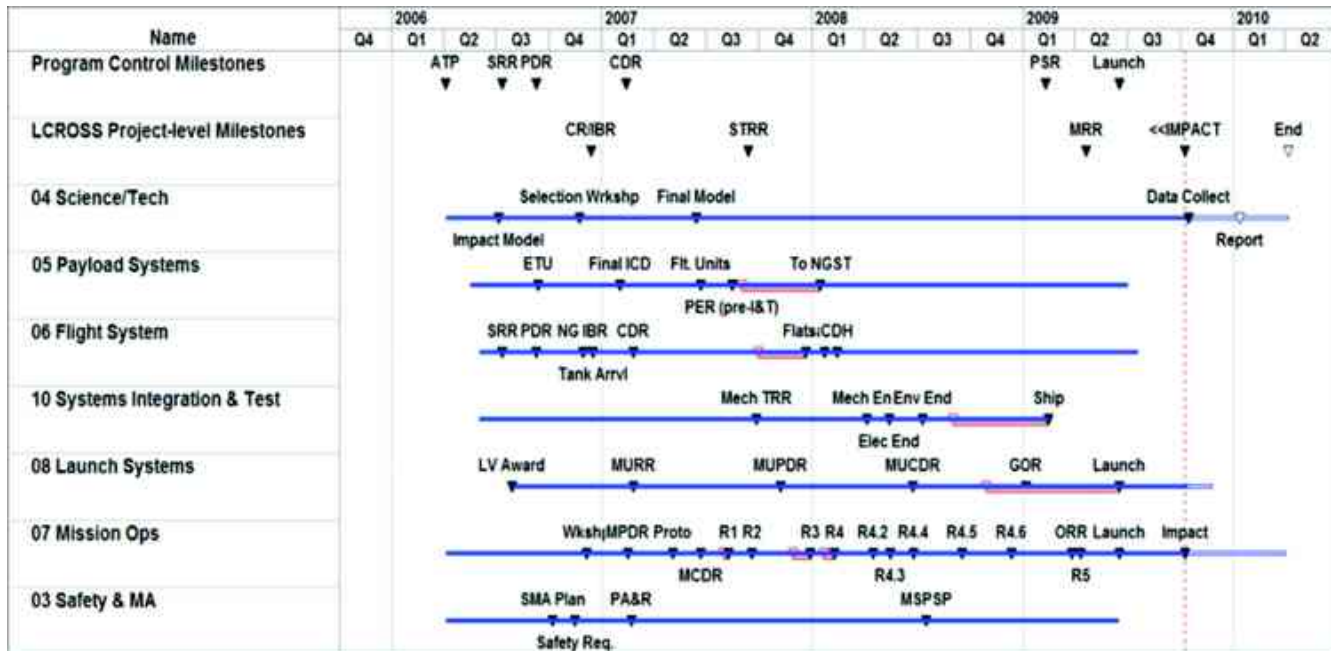 2006 2007 2008 2009 2010
Name Q4 Q1 Q2 Q3 Q4 Q1 Q2 Q3 Q4 Q1 Q2 Q3 Q4 Q1 Q2 Q3 Q4 Q1 Q2
Program Control Milestones ATP SRR PDR CDR PSR Launch
LCROSS Project-level Milestones CR/IBR STRR MRR <<IMPACT End
04 Science/Tech Selection Wrkshp Final Model Data Collect
Impact Model Report
05 Payload Systems ETU Final ICD Flt. Units To NGST
PER (pre-I&T)
06 Flight System SRR PDR NG IBR CDR Flats CDH
Tank Arrvl
10 Systems Integration & Test Mech TRR Mech En Env End Ship
Elec End
08 Launch Systems LV Award MURR MUPDR MUCDR GOR Launch
07 Mission Ops Wksh MPDR Proto R1 R2 R3 R4 R4.2 R4.4 R4.5 R4.6 ORR Launch Impact
MCDR R4.3 R5
03 Safety & MA SMA Plan PA&R MSPSP
Safety Req.